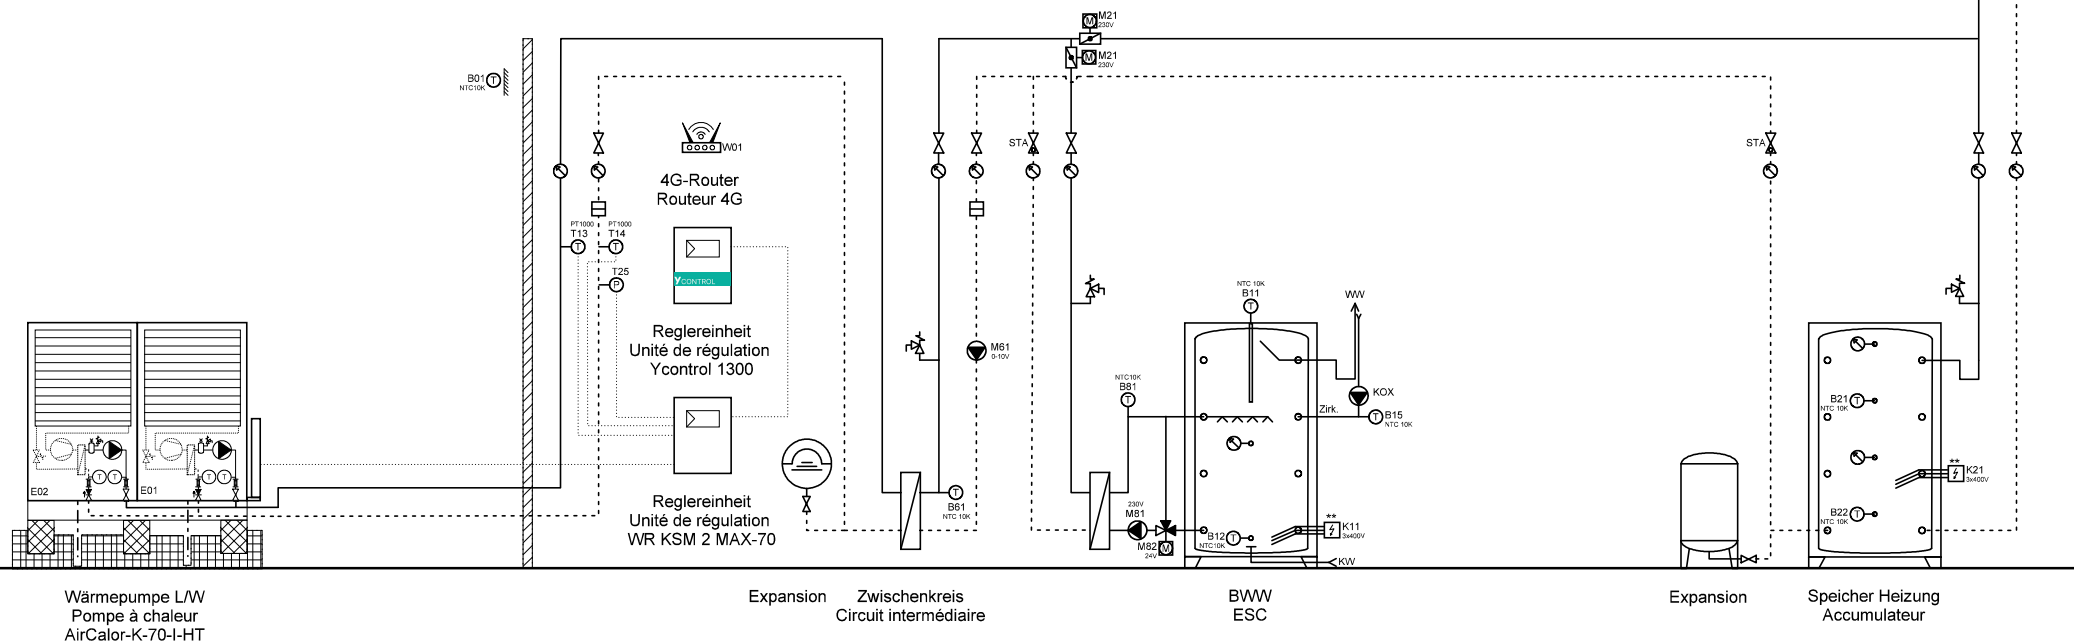 M21
230V
M21
230V
B01
T
NTC10K
W01
4G-Router
Routeur 4G
STA
STA
PT1000
T13
T
PT1000
T14
T
T25
P
YCONTROL
Reglereinheit
Unité de régulation
Ycontrol 1300
M61
0-10V
NTC 10K
B11
T
WW
NTC10K
B81
T
KOX
Zirk.
T
B15
NTC 10K
B21
T
NTC 10K
**
K21
3x400V
E02
T T
E01
T T
T
B61
NTC 10K
230V
M81
M82
24V
M
B12
T
NTC10K
**
K11
3x400V
KW
B22
T
NTC 10K
Reglereinheit
Unité de régulation
WR KSM 2 MAX-70
Wärmepumpe L/W
Pompe à chaleur
AirCalor-K-70-I-HT
Expansion
Zwischenkreis
Circuit intermédiaire
BWW
ESC
Expansion
Speicher Heizung
Accumulateur